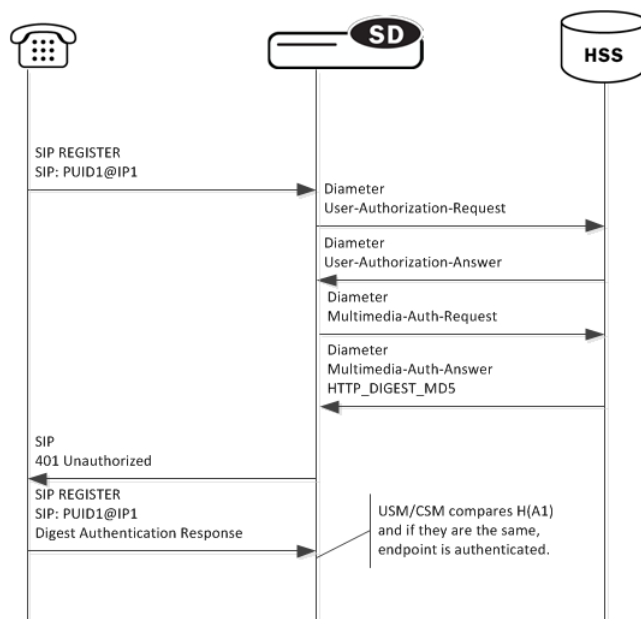 SD
HSS
SIP REGISTER
SIP: PUID1@IP1
Diameter
User-Authorization-Request
Diameter
User-Authorization-Answer
Diameter
Multimedia-Auth-Request
Diameter
Multimedia-Auth-Answer
HTTP_DIGEST_MD5
SIP
401 Unauthorized
SIP REGISTER
SIP: PUID1@IP1
Digest Authentication Response
USM/CSM compares H(A1)
and if they are the same,
endpoint is authenticated.